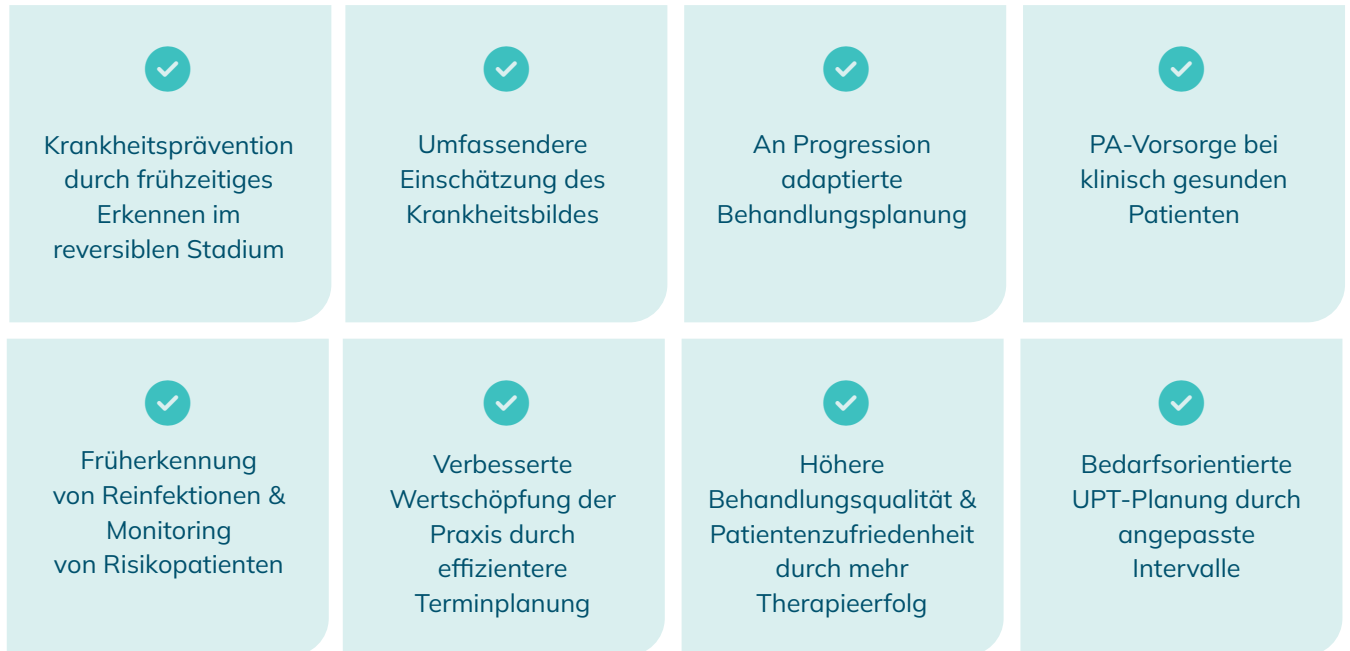 Krankheitsprävention
durch frühzeitiges
Erkennen im
reversiblen Stadium
Umfassendere
Einschätzung des
Krankheitsbildes
An Progression
adaptierte
Behandlungsplanung
PA-Vorsorge bei
klinisch gesunden
Patienten
Früherkennung
von Reinfektionen &
Monitoring
von Risikopatienten
Verbesserte
Wertschöpfung der
Praxis durch
effizientere
Terminplanung
Höhere
Behandlungsqualität &
Patientenzufriedenheit
durch mehr
Therapieerfolg
Bedarfsorientierte
UPT-Planung durch
angepasste
Intervalle